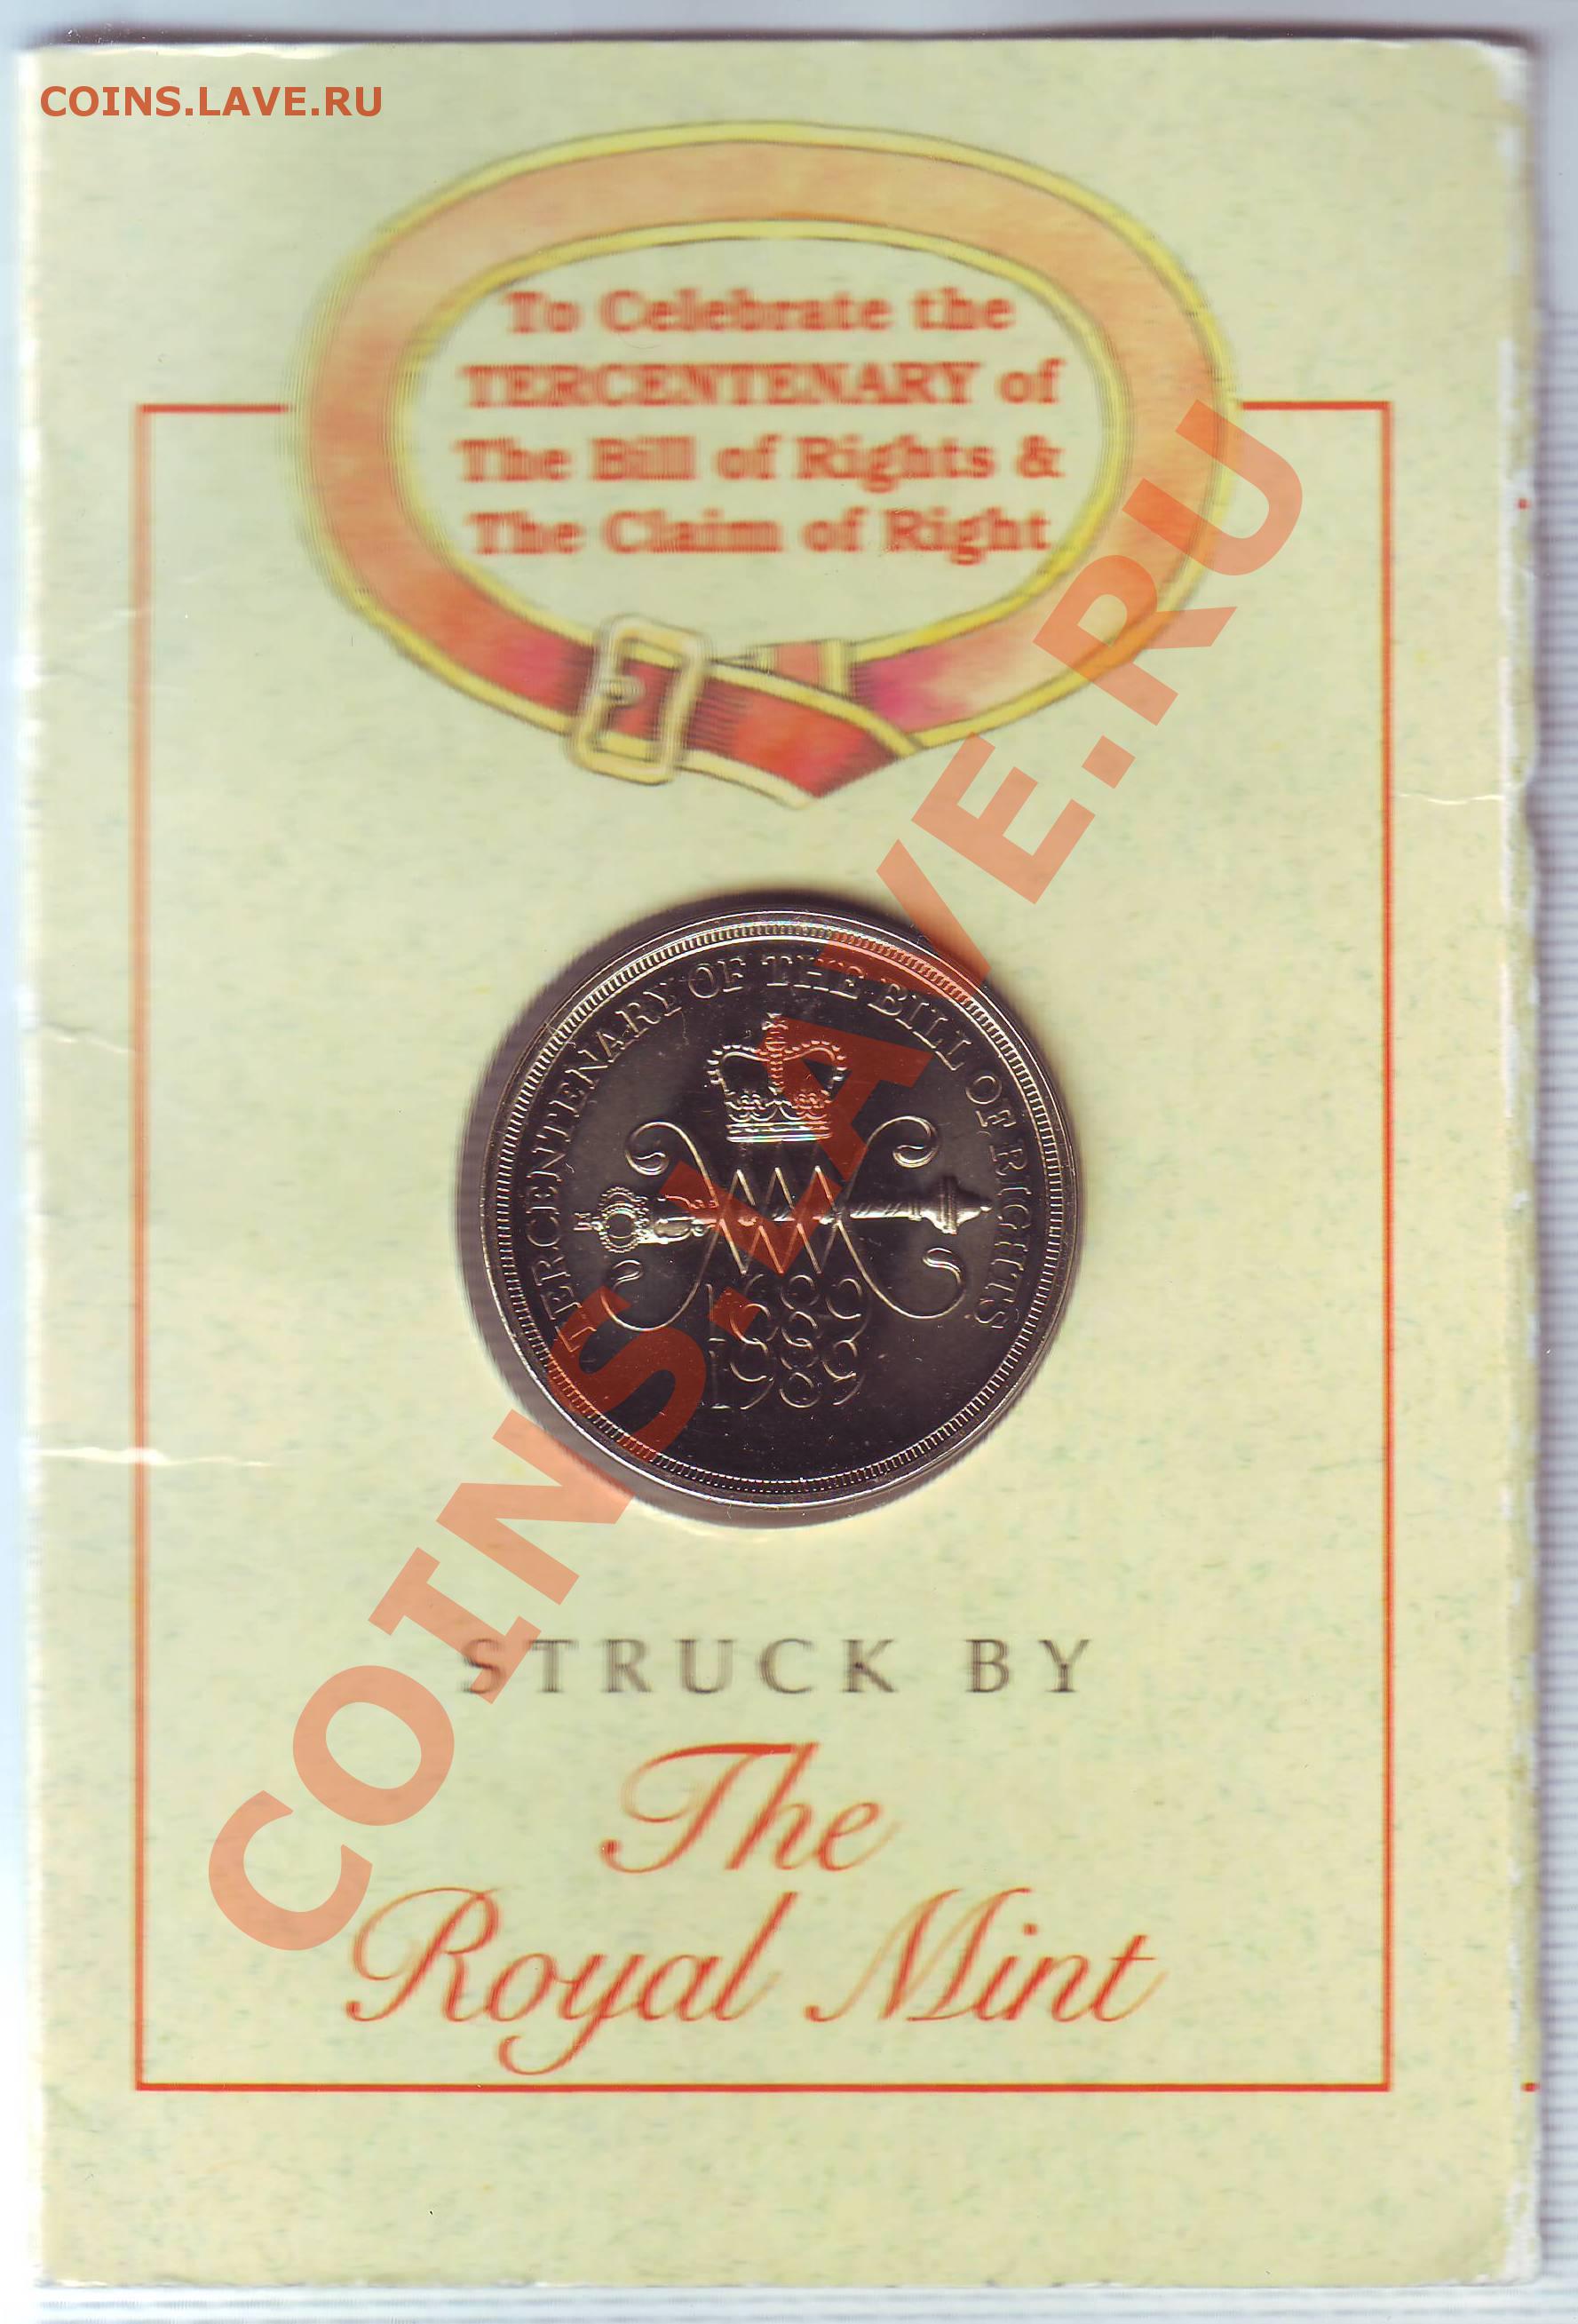 COINS.LAVE.RU
To Celebrate the
TERCENTENARY of
The Bill of Rights &
The Claim of Right
TERCENTENARY OF THE BILL OF RIGHTS
1689
1989
STRUCK BY
The
Royal Mint
COINS.LAVE.RU